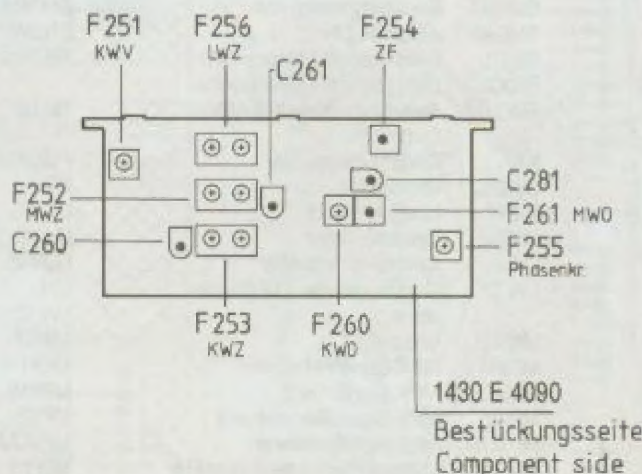 F251
KWV
F256
LWZ
C261
F254
ZF
F252
MWZ
C260
C281
F261 MWO
F255
Phasenkr.
F253
KWZ
F260
KWO
1430 E 4090
Bestückungsseite
Component side